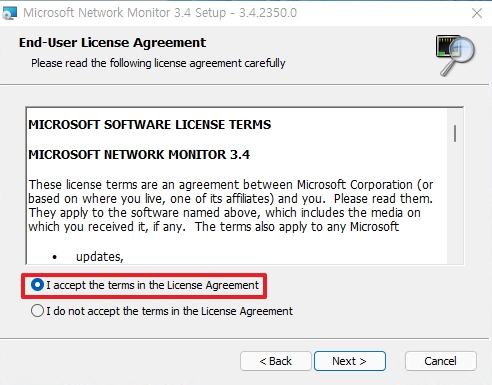 Microsoft Network Monitor 3.4 Setup - 3.4.2350.0
End-User License Agreement
Please read the following license agreement carefully
MICROSOFT SOFTWARE LICENSE TERMS
MICROSOFT NETWORK MONITOR 3.4
These license terms are an agreement between Microsoft Corporation (or
based on where you live, one of its affiliates) and you.  Please read them.
They apply to the software named above, which includes the media on
which you received it, if any.  The terms also apply to any Microsoft
• updates,
I accept the terms in the License Agreement
I do not accept the terms in the License Agreement
< Back
Next >
Cancel